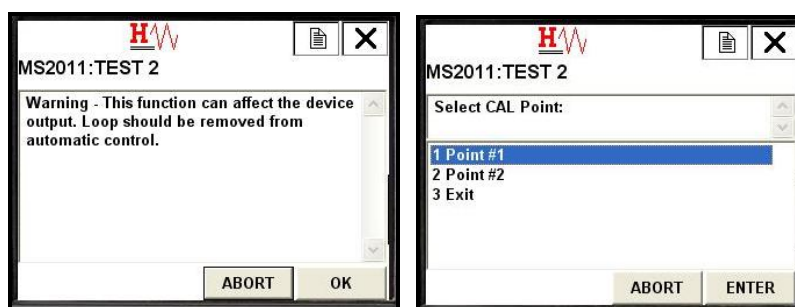 H
MS2011:TEST 2
Warning - This function can affect the device
output. Loop should be removed from
automatic control.
ABORT OK
H
MS2011:TEST 2
Select CAL Point:
1 Point #1
2 Point #2
3 Exit
ABORT ENTER